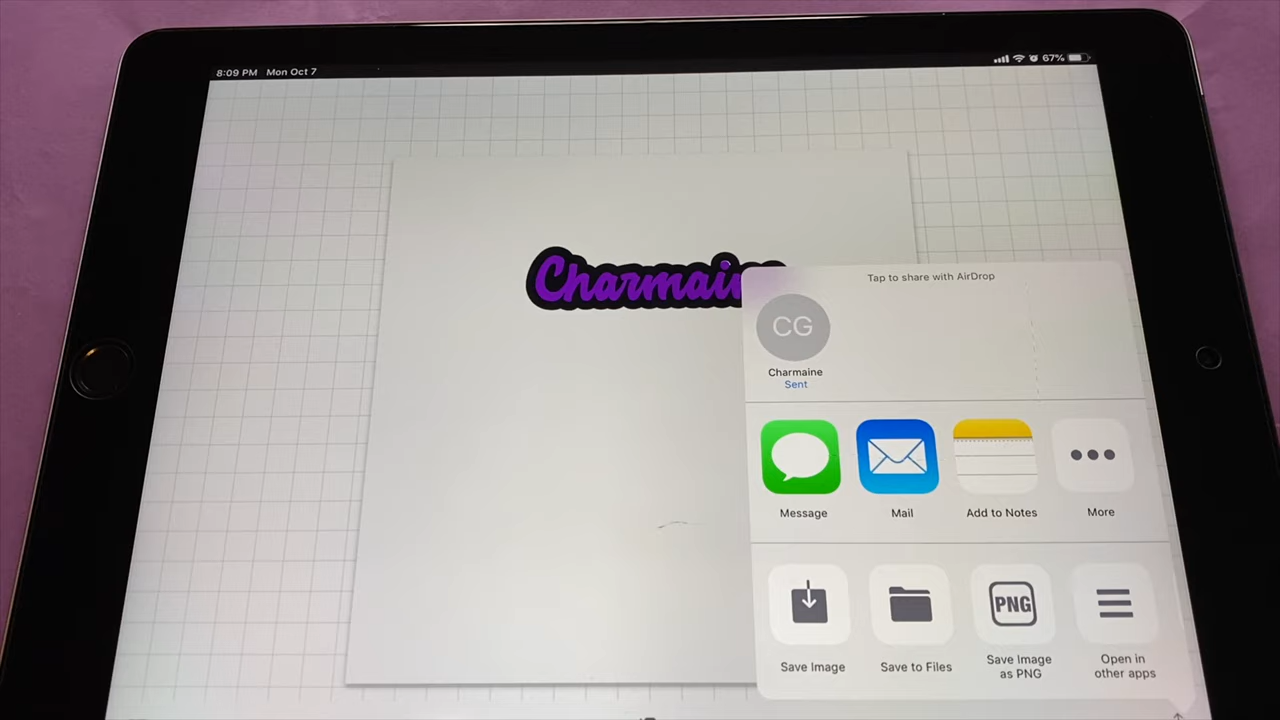 8:09 PM Mon Oct 7
67%
Charmaine
Tap to share with AirDrop
CG
Charmaine
Sent
Message
Mail
Add to Notes
More
PNG
Save Image
Save to Files
Save Image
as PNG
Open in
other apps